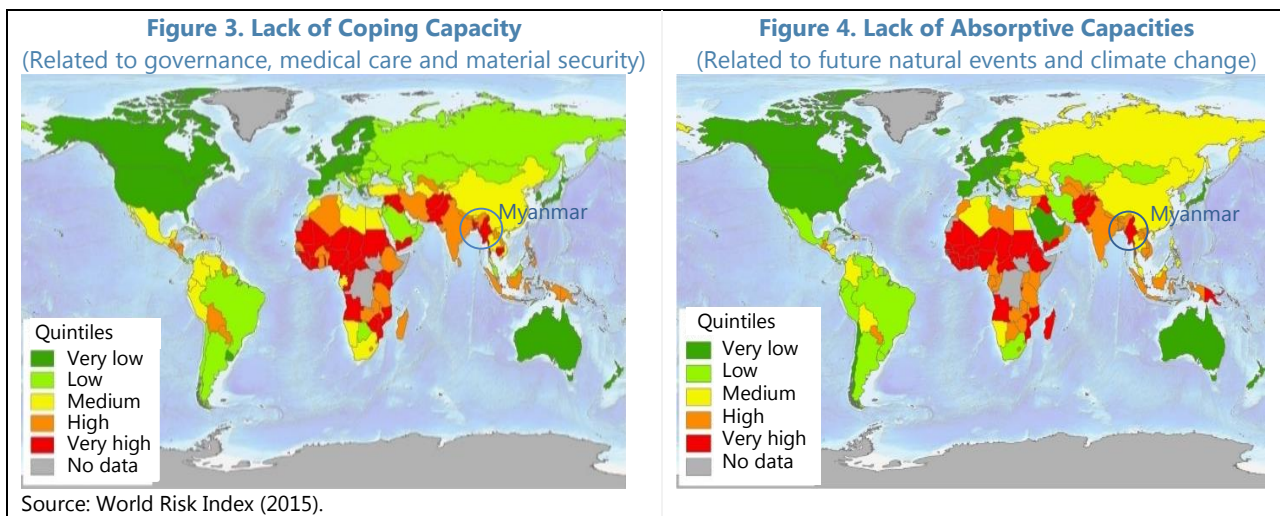 Figure 3. Lack of Coping Capacity
(Related to governance, medical care and material security)
Myanmar
Quintiles
Very low
Low
Medium
High
Very high
No data
Source: World Risk Index (2015).
Figure 4. Lack of Absorptive Capacities
(Related to future natural events and climate change)
Myanmar
Quintiles
Very low
Low
Medium
High
Very high
No data